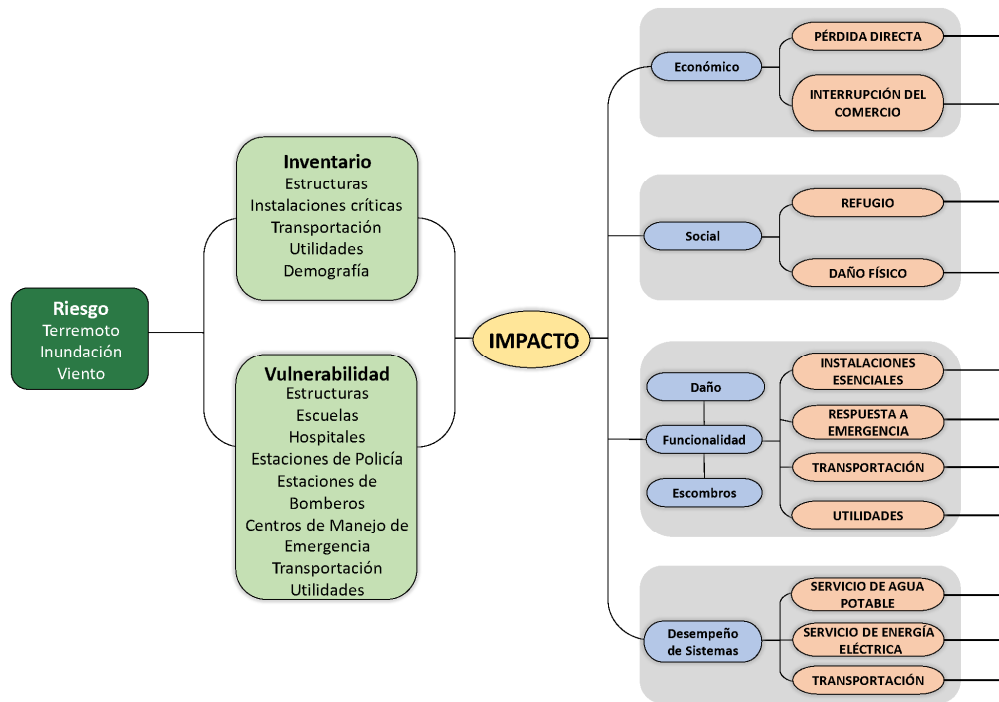 Riesgo
Terremoto
Inundación
Viento
Inventario
Estructuras
Instalaciones críticas
Transportación
Utilidades
Demografía
Vulnerabilidad
Estructuras
Escuelas
Hospitales
Estaciones de Policía
Estaciones de
Bomberos
Centros de Manejo de
Emergencia
Transportación
Utilidades
IMPACTO
Económico
PÉRDIDA DIRECTA
INTERRUPCIÓN DEL
COMERCIO
Social
REFUGIO
DAÑO FÍSICO
Daño
Funcionalidad
Escombros
INSTALACIONES
ESENCIALES
RESPUESTA A
EMERGENCIA
TRANSPORTACIÓN
UTILIDADES
Desempeño
de Sistemas
SERVICIO DE AGUA
POTABLE
SERVICIO DE ENERGÍA
ELÉCTRICA
TRANSPORTACIÓN